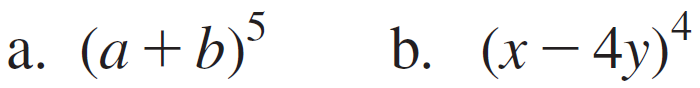 a. (a + b)⁵ b. (x − 4y)⁴